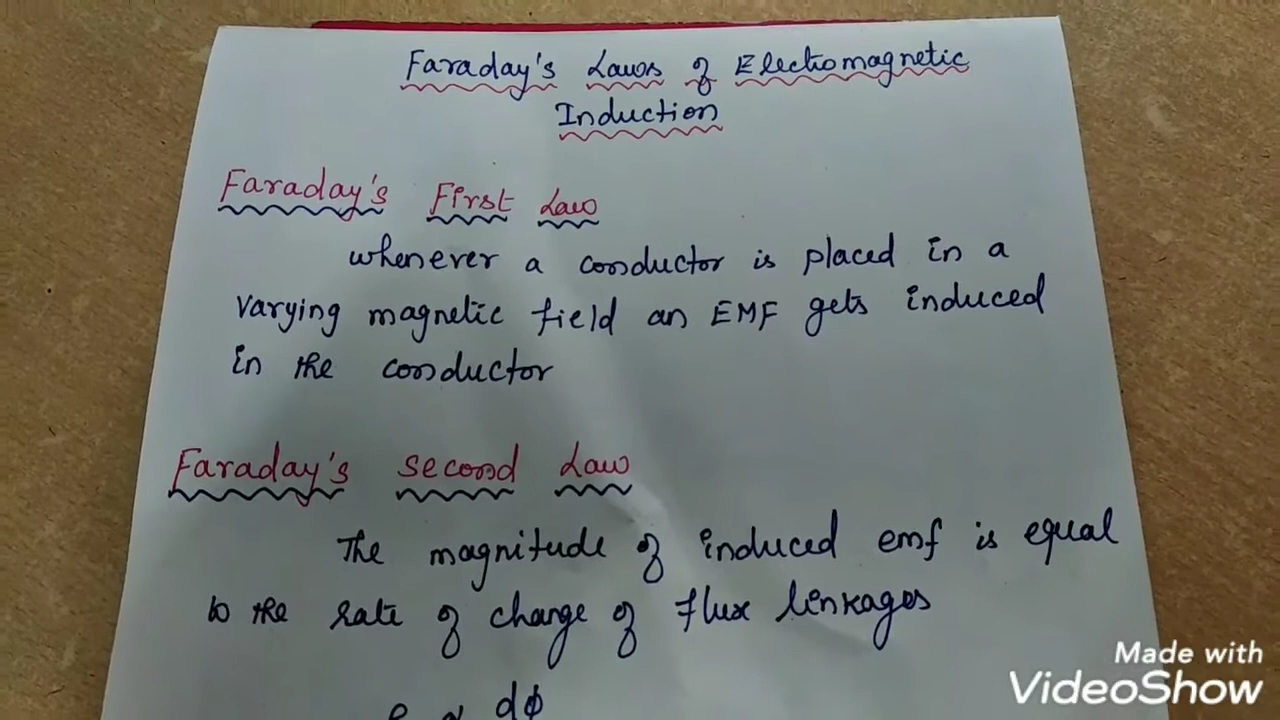 Faraday's Laws of Electromagnetic
Induction
Faraday's First Law
whenever a conductor is placed in a
varying magnetic field an EMF gets induced
in the conductor
Faraday's second Law
The magnitude of induced emf is equal
to the rate of change of flux linkages
e ∝ dϕ
Made with
VideoShow